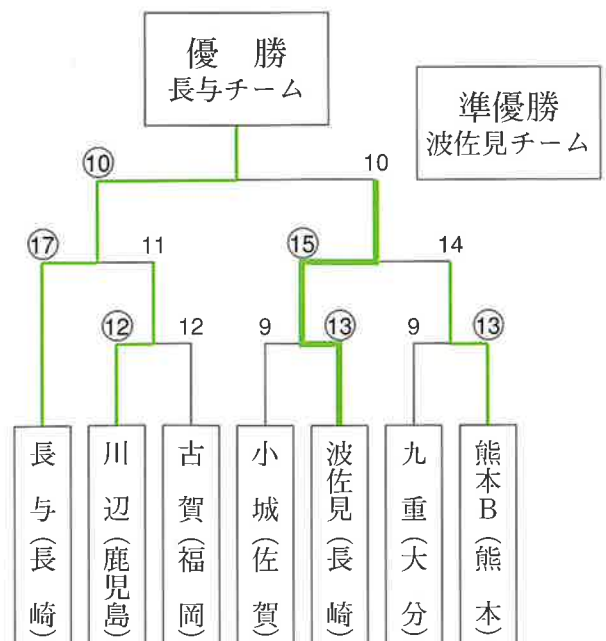 優　勝
長与チーム
準優勝
波佐見チーム
⑩
10
⑰
11
⑮
14
⑫
12
9
⑬
9
⑬
長与(長崎)
川辺(鹿児島)
古賀(福岡)
小城(佐賀)
波佐見(長崎)
九重(大分)
熊本B(熊本)